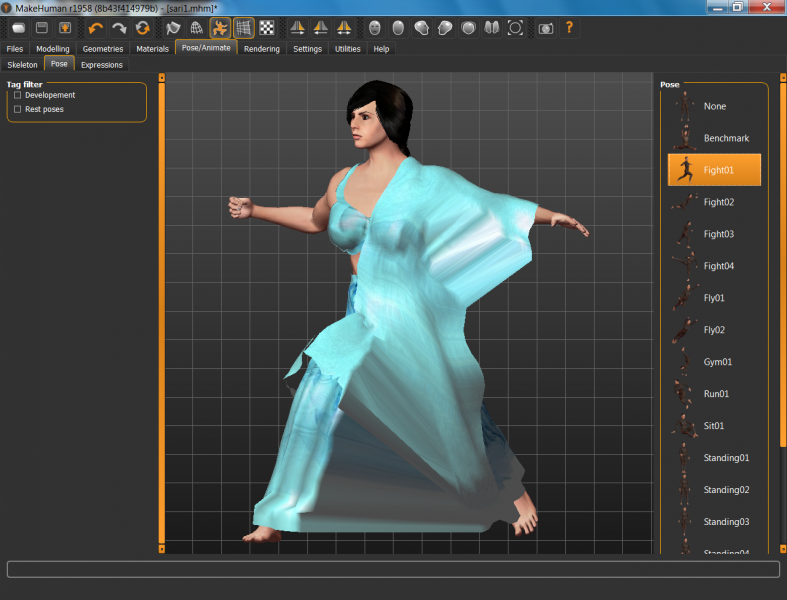 MakeHuman r1958 (8b43f414979b) - [sari1.mhm]*
Files Modelling Geometries Materials Pose/Animate Rendering Settings Utilities Help
Skeleton Pose Expressions
Tag filter
Developement
Rest poses
Pose
None
Benchmark
Fight01
Fight02
Fight03
Fight04
Fly01
Fly02
Gym01
Run01
Sit01
Standing01
Standing02
Standing03
Standing04